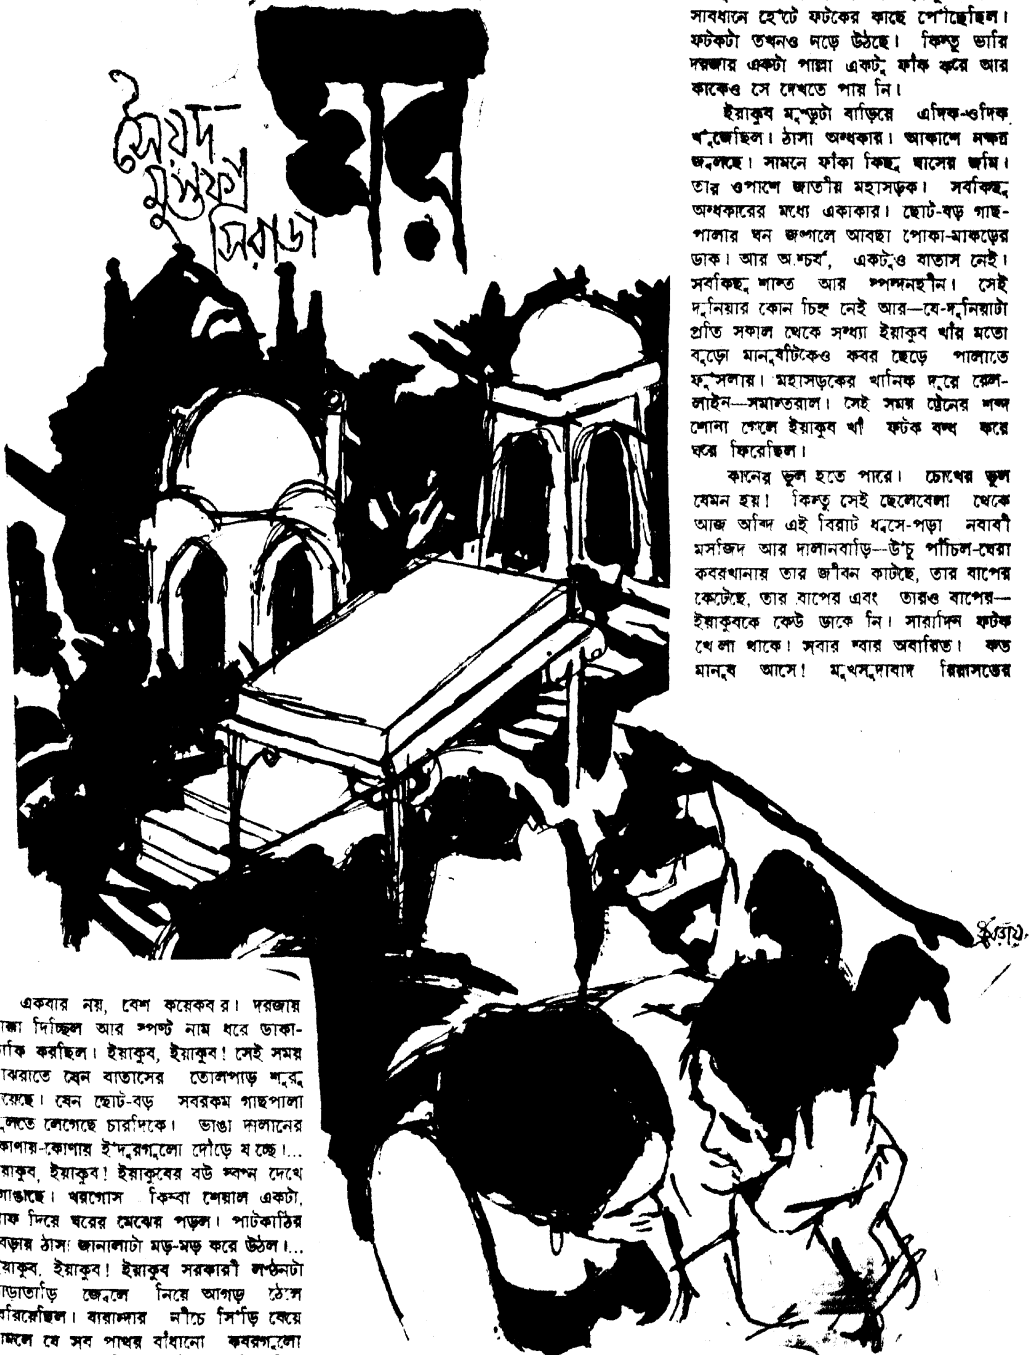 সৈয়দ
মুস্তফা
সিরাজ
একবার নয়, বেশ কয়েকবার। দরজায়
দিচ্ছিল আর স্পষ্ট নাম ধরে ডাকা-
করছিল। ইয়াকুব, ইয়াকুব! সেই সময়
যেন বাতাসের তোলপাড় শুরু
যেন ছোট-বড় সবরকম গাছপালা
লেগেছে চারদিকে। ভাঙা দালানের
কোণায়-কোণায় ই'দুরগুলো দৌড়ে যাচ্ছে।...
ইয়াকুব! ইয়াকুবের বউ স্বপ্ন দেখে
খরগোস কিম্বা শেয়াল একটা,
দিয়ে ঘরের মেঝেয় পড়ল। পাটকাঠির
ঠাসা জানালাটা মড়-মড় করে উঠল।...
ইয়াকুব! ইয়াকুব সরকারী লণ্ঠনটা
জেবলে নিয়ে আগড় ঠেলে
বেরিয়েছিল। বারান্দার নীচে সি'ড়ি বেয়ে
যে সব পাথর বাঁধানো কবরগুলো
সাবধানে হে'টে ফটকের কাছে পৌঁছেছিল।
ফটকটা তখনও নড়ে উঠছে। কিন্তু ভারি
দরজার একটা পাল্লা একটু ফাঁক করে আর
কাকেও সে দেখতে পায় নি।
ইয়াকুব মুণ্ডুটা বাড়িয়ে এদিক-ওদিক
খু'জেছিল। ঠাসা অন্ধকার। আকাশে নক্ষত্র
জ্বলছে। সামনে ফাঁকা কিছু ঘাসের জমি।
তার ওপাশে জাতীয় মহাসড়ক। সবকিছু
অন্ধকারের মধ্যে একাকার। ছোট-বড় গাছ-
পালার ঘন জঙ্গলে আবছা পোকা-মাকড়ের
ডাক। আর আশ্চর্য, একটুও বাতাস নেই।
সবকিছু শান্ত আর স্পন্দনহীন। সেই
দুনিয়ার কোন চিহ্ন নেই আর—যে-দুনিয়াটা
প্রতি সকাল থেকে সন্ধ্যা ইয়াকুব খাঁর মতো
বুড়ো মানুষটিকেও কবর ছেড়ে পালাতে
ফু'সলায়। মহাসড়কের খানিক দূরে রেল-
লাইন—সমান্তরাল। সেই সময় ট্রেনের শব্দ
শোনা গেলে ইয়াকুব খাঁ ফটক বন্ধ করে
ঘরে ফিরেছিল।
কানের ভুল হতে পারে। চোখের ভুল
যেমন হয়! কিন্তু সেই ছেলেবেলা থেকে
আজ অব্দি এই বিরাট ধ্বসে-পড়া নবাবী
মসজিদ আর দালানবাড়ি—উ'চু পাঁচিল-ঘেরা
কবরখানায় তার জীবন কাটছে, তার বাপের
কেটেছে, তার বাপের এবং তারও বাপের—
ইয়াকুবকে কেউ ডাকে নি। সারাদিন ফটক
খোলা থাকে। সবার দ্বার অবারিত। কত
মানুষ আসে! মুখসুদাবাদ রিয়াসতের